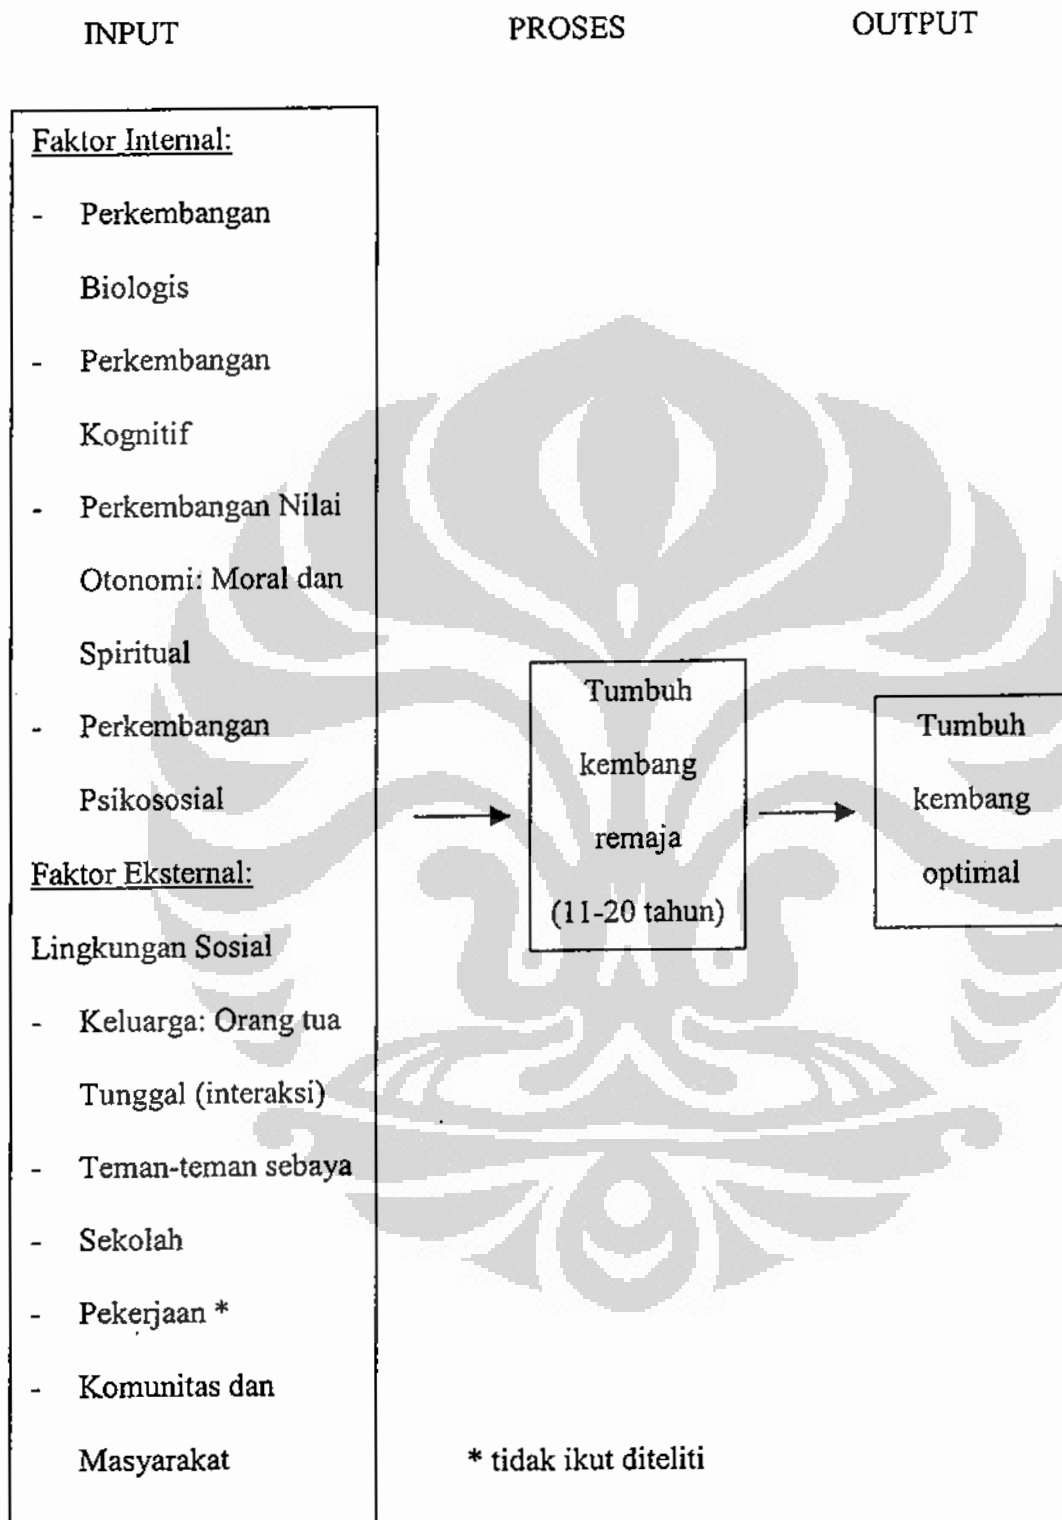 INPUT PROSES OUTPUT
Faktor Internal:
- Perkembangan
Biologis
- Perkembangan
Kognitif
- Perkembangan Nilai
Otonomi: Moral dan
Spiritual
- Perkembangan
Psikososial
Faktor Eksternal:
Lingkungan Sosial
- Keluarga: Orang tua
Tunggal (interaksi)
- Teman-teman sebaya
- Sekolah
- Pekerjaan *
- Komunitas dan
Masyarakat
Tumbuh
kembang
remaja
(11-20 tahun)
Tumbuh
kembang
optimal
* tidak ikut diteliti